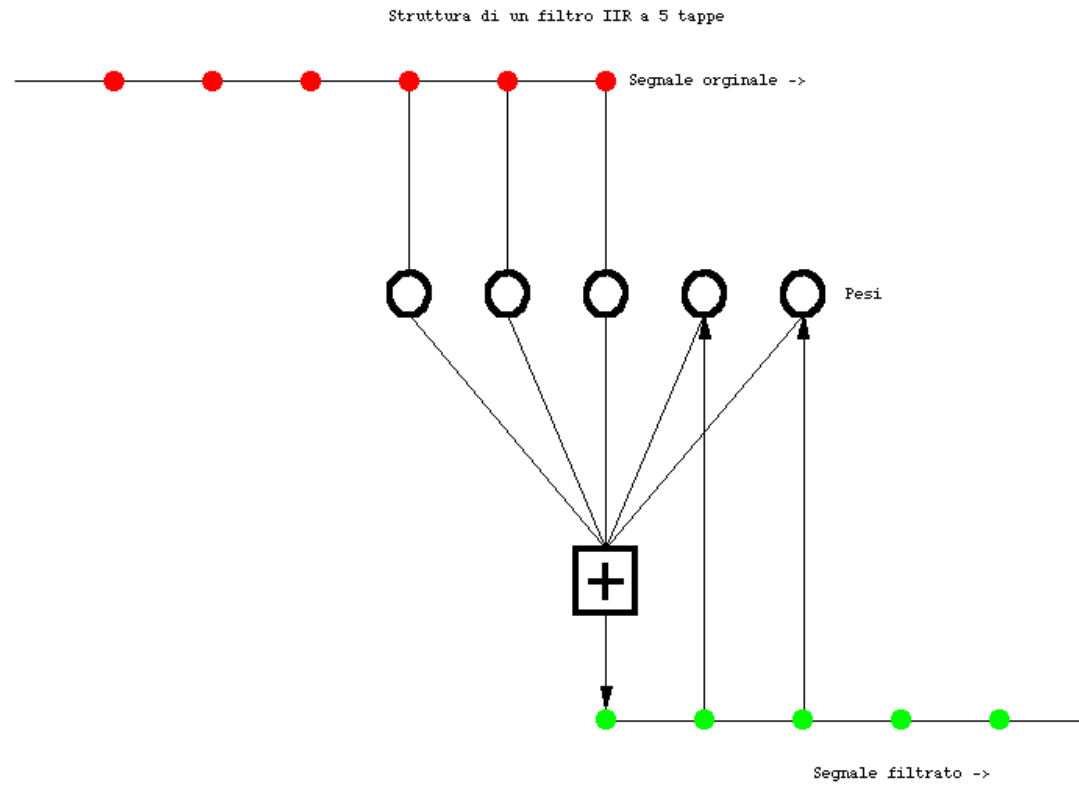 Struttura di un filtro IIR a 5 tappe
Segnale orginale ->
Pesi
+
Segnale filtrato ->